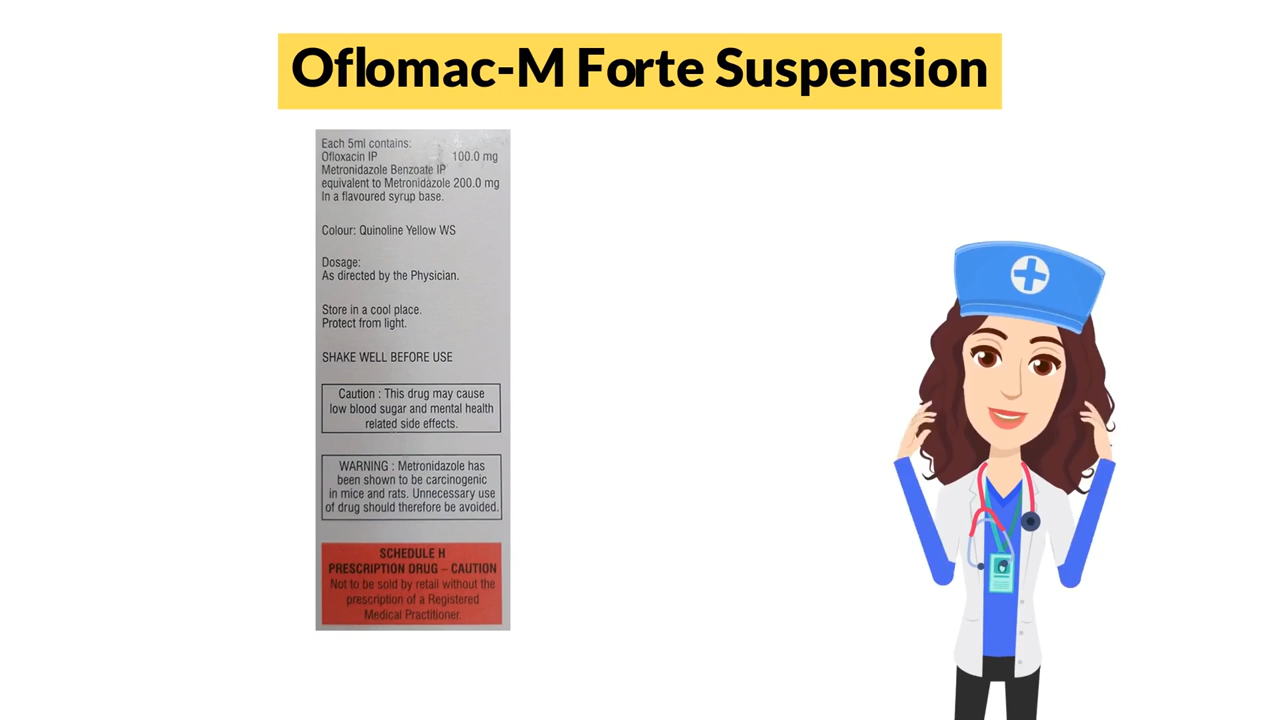 Oflomac-M Forte Suspension
Each 5ml contains:
Ofloxacin IP 100.0 mg
Metronidazole Benzoate IP
equivalent to Metronidazole 200.0 mg
In a flavoured syrup base.
Colour: Quinoline Yellow WS
Dosage:
As directed by the Physician.
Store in a cool place.
Protect from light.
SHAKE WELL BEFORE USE
Caution : This drug may cause
low blood sugar and mental health
related side effects.
WARNING : Metronidazole has
been shown to be carcinogenic
in mice and rats. Unnecessary use
of drug should therefore be avoided.
SCHEDULE H
PRESCRIPTION DRUG – CAUTION
Not to be sold by retail without the
prescription of a Registered
Medical Practitioner.